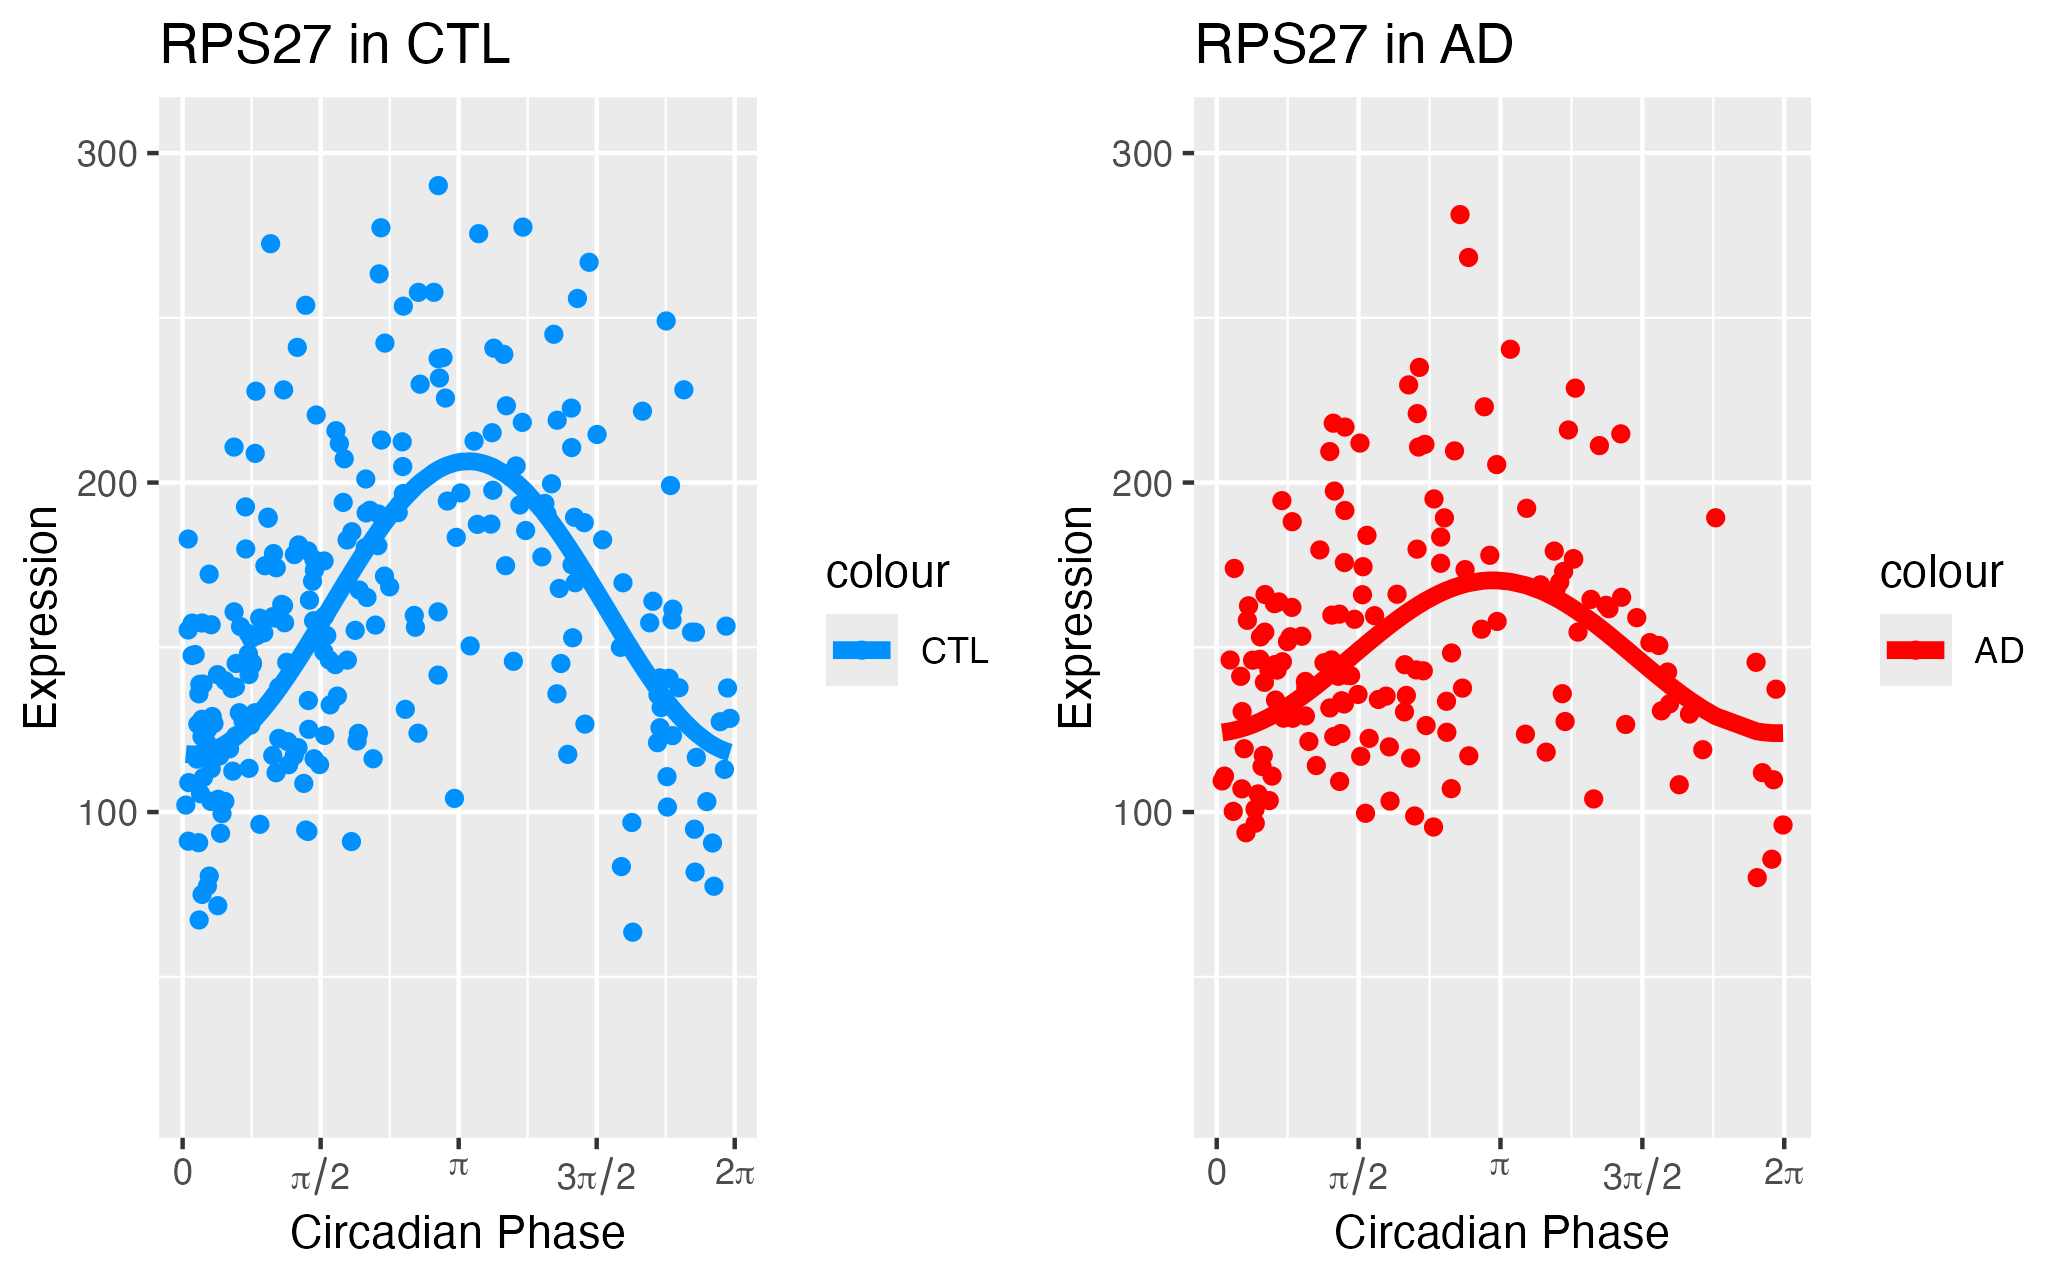 RPS27 in CTL
300
200
100
Expression
0 π/2 π 3π/2 2π
Circadian Phase
colour
CTL
RPS27 in AD
300
200
100
Expression
0 π/2 π 3π/2 2π
Circadian Phase
colour
AD